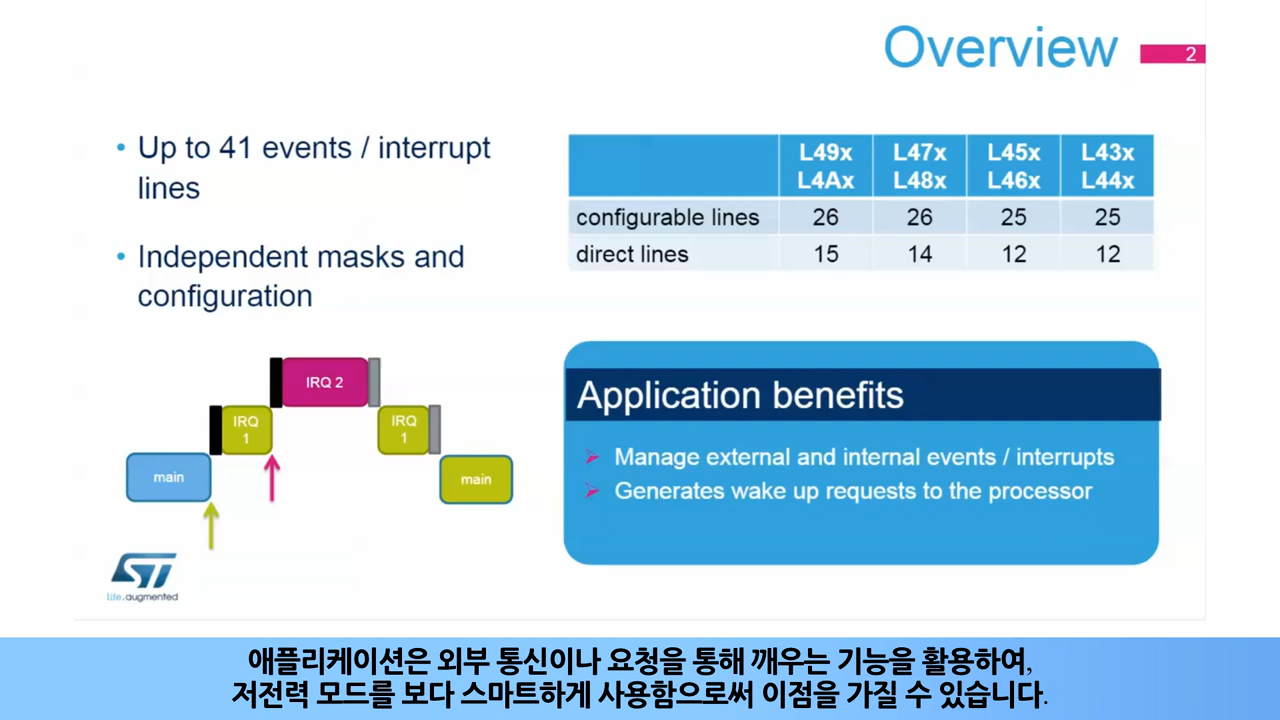 Overview
2
• Up to 41 events / interrupt
lines
• Independent masks and
configuration
L49x L47x L45x L43x
L4Ax L48x L46x L44x
configurable lines 26 26 25 25
direct lines 15 14 12 12
IRQ 2
IRQ
1
IRQ
1
main
main
Application benefits
Manage external and internal events / interrupts
Generates wake up requests to the processor
ST
life.augmented
애플리케이션은 외부 통신이나 요청을 통해 깨우는 기능을 활용하여,
저전력 모드를 보다 스마트하게 사용함으로써 이점을 가질 수 있습니다.